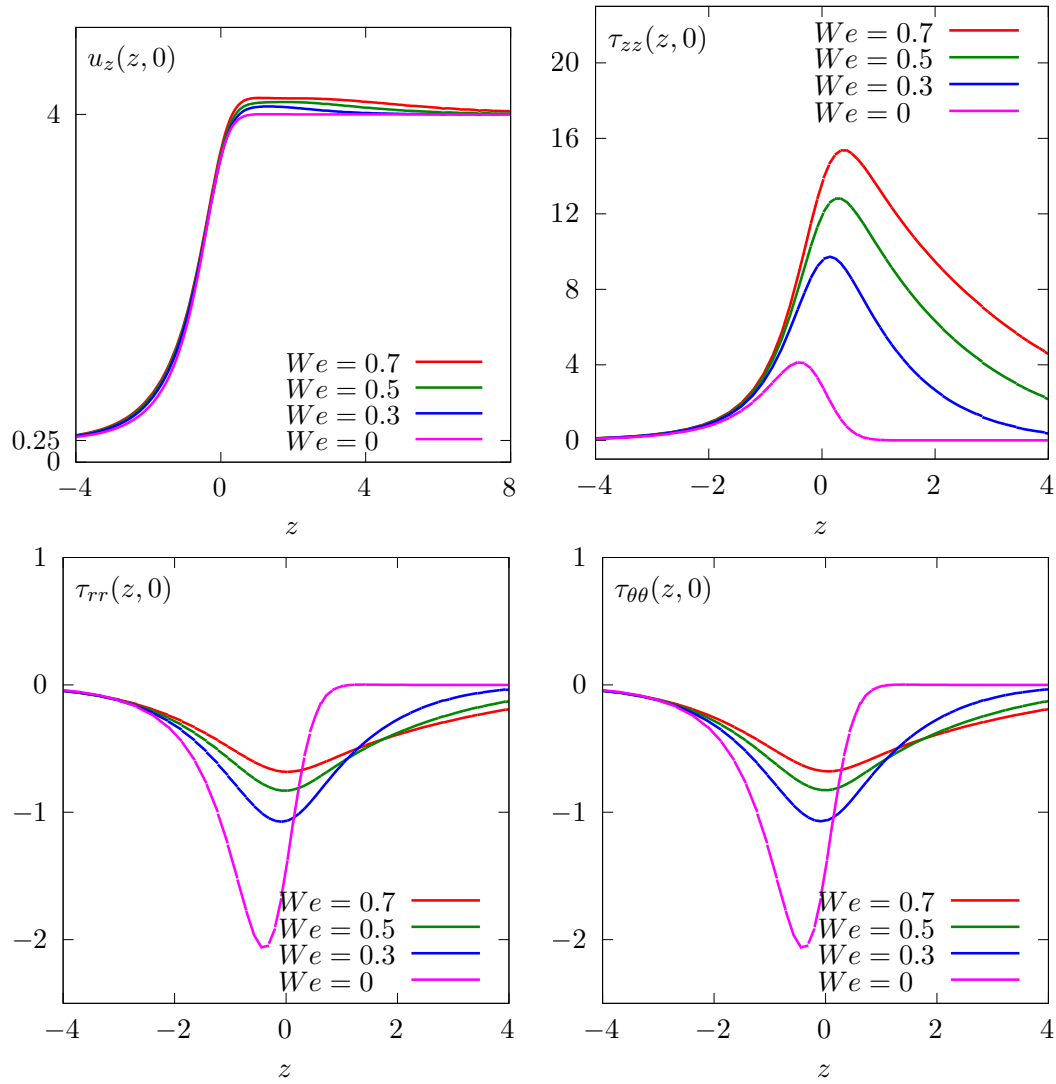 u_z(z, 0)
4
0.25
0
We = 0.7
We = 0.5
We = 0.3
We = 0
−4 0 4 8
z
τ_zz(z, 0)
We = 0.7
We = 0.5
We = 0.3
We = 0
20
16
12
8
4
0
−4 −2 0 2 4
z
τ_rr(z, 0)
1
0
−1
−2
We = 0.7
We = 0.5
We = 0.3
We = 0
−4 −2 0 2 4
z
τ_θθ(z, 0)
1
0
−1
−2
We = 0.7
We = 0.5
We = 0.3
We = 0
−4 −2 0 2 4
z